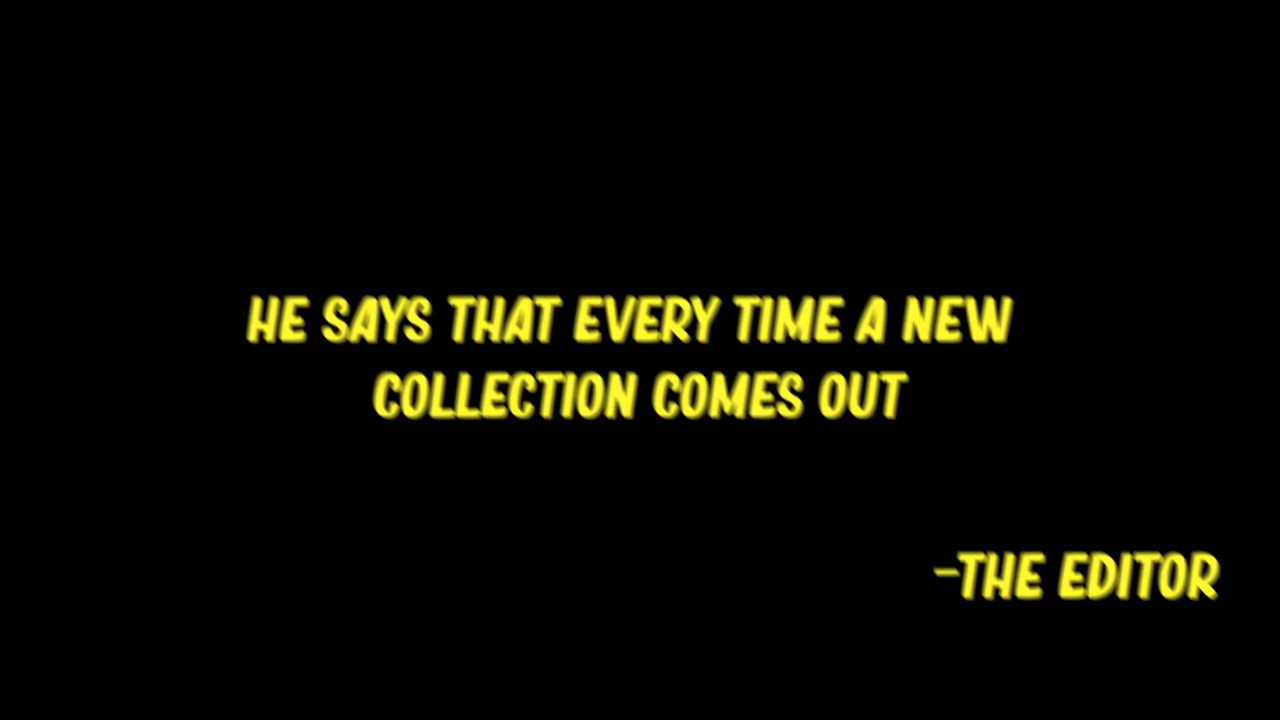 HE SAYS THAT EVERY TIME A NEW
COLLECTION COMES OUT
-THE EDITOR